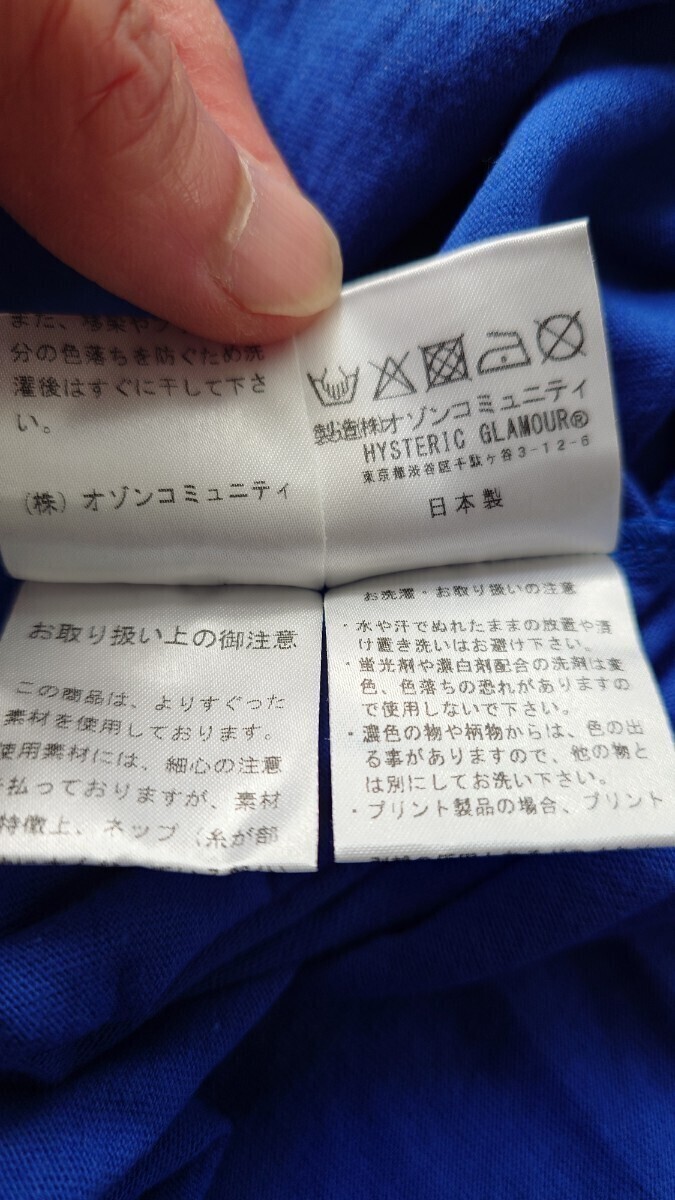 また、移染や
分の色落ちを防ぐため洗
濯後はすぐに干して下さ
い。
(株) オゾンコミュニティ
製造(株)オゾンコミュニティ
HYSTERIC GLAMOUR®
東京都渋谷区千駄ケ谷3-12-6
日本製
お取り扱い上の御注意
この商品は、よりすぐった
素材を使用しております。
使用素材には、細心の注意
を払っておりますが、素材
特徴上、ネップ(糸が部
お洗濯・お取り扱いの注意
・水や汗でぬれたままの放置や漬
け置き洗いはお避け下さい。
・蛍光剤や漂白剤配合の洗剤は変
色、色落ちの恐れがありますの
で使用しないで下さい。
・濃色の物や柄物からは、色の出
る事がありますので、他の物と
は別にしてお洗い下さい。
・プリント製品の場合、プリント